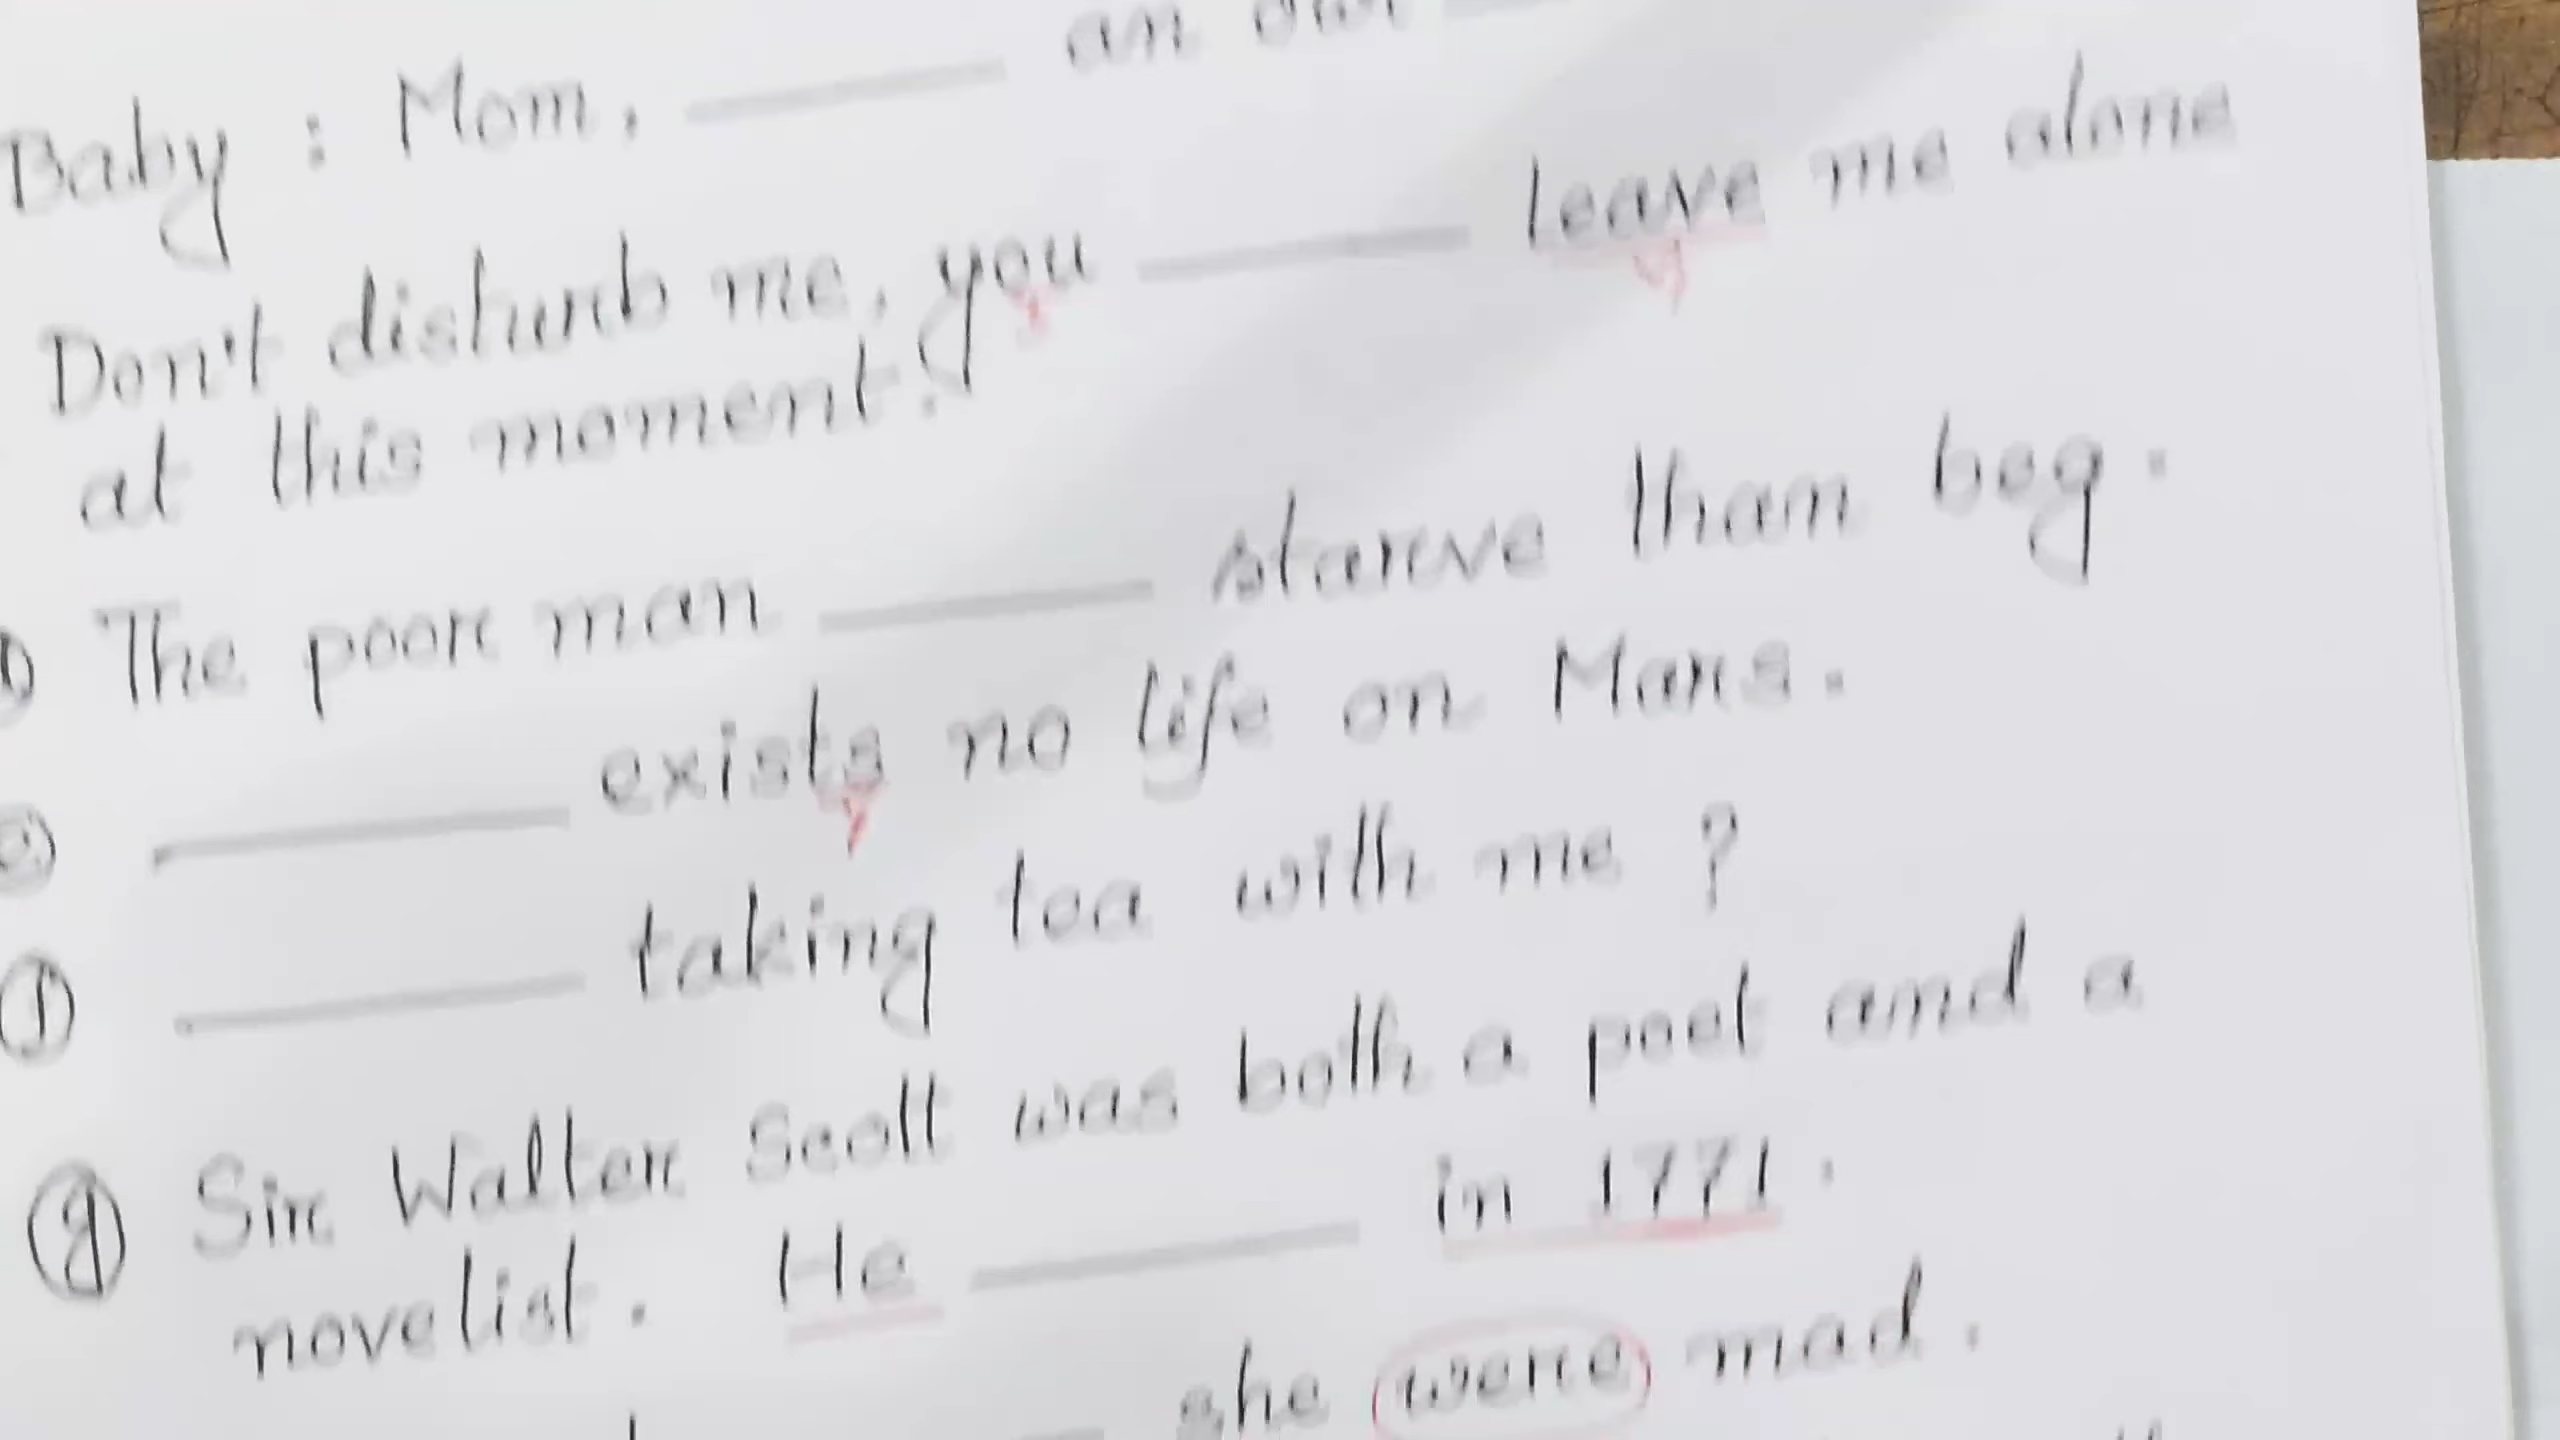 Baby : Mom, ______ an owl
Don't disturb me, you ______ leave me alone
at this moment.
The poor man ______ starve than beg.
e ______ exists no life on Mars.
f ______ taking tea with me ?
g Sir Walter Scott was both a poet and a
novelist. He ______ in 1771.
______ she were mad.